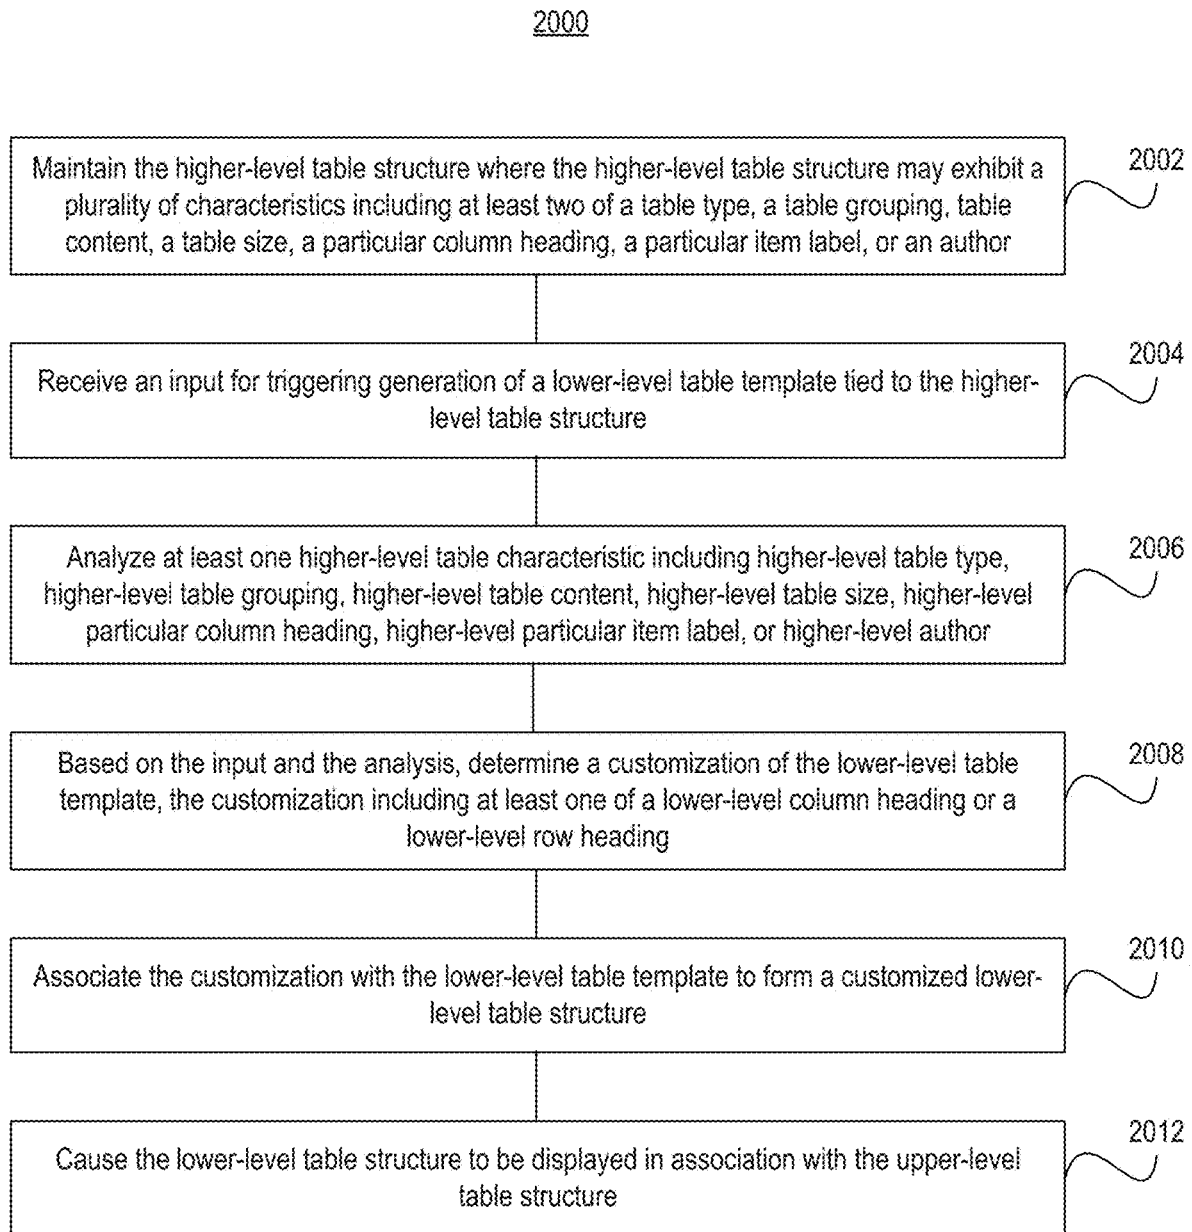 2000
Maintain the higher-level table structure where the higher-level table structure may exhibit a
plurality of characteristics including at least two of a table type, a table grouping, table
content, a table size, a particular column heading, a particular item label, or an author
2002
Receive an input for triggering generation of a lower-level table template tied to the higher-
level table structure
2004
Analyze at least one higher-level table characteristic including higher-level table type,
higher-level table grouping, higher-level table content, higher-level table size, higher-level
particular column heading, higher-level particular item label, or higher-level author
2006
Based on the input and the analysis, determine a customization of the lower-level table
template, the customization including at least one of a lower-level column heading or a
lower-level row heading
2008
Associate the customization with the lower-level table template to form a customized lower-
level table structure
2010
Cause the lower-level table structure to be displayed in association with the upper-level
table structure
2012